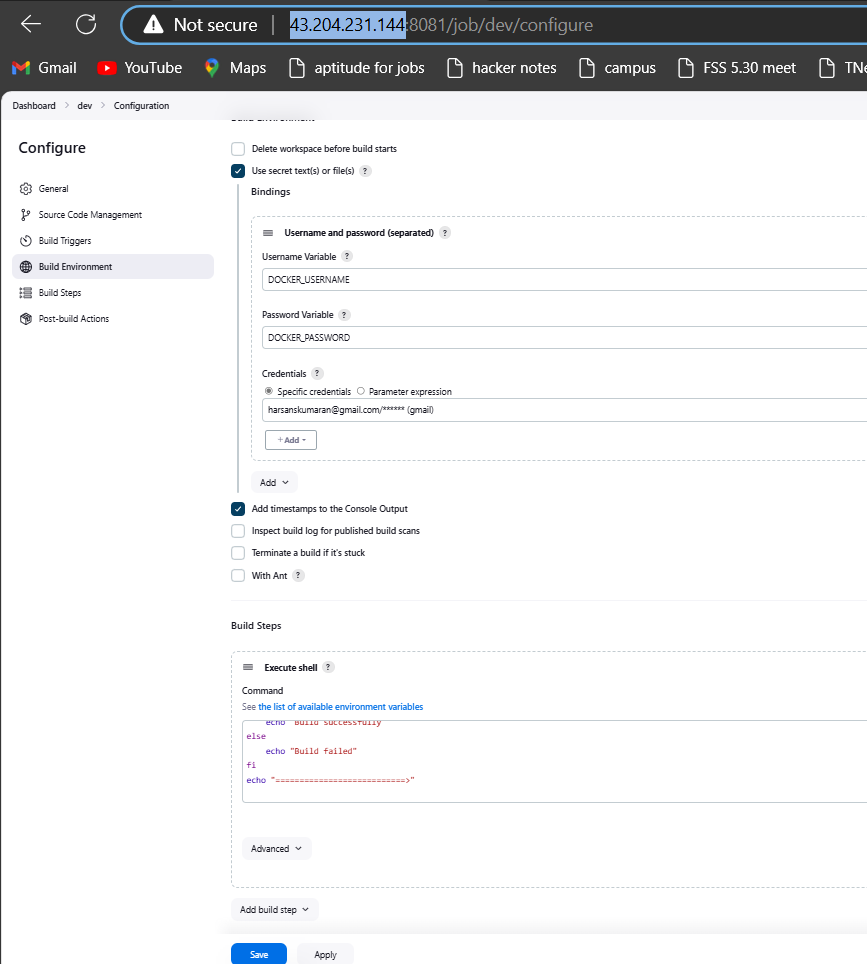 Not secure 43.204.231.144:8081/job/dev/configure
Gmail YouTube Maps aptitude for jobs hacker notes campus FSS 5.30 meet
Dashboard > dev > Configuration
Configure
General
Source Code Management
Build Triggers
Build Environment
Build Steps
Post-build Actions
Build Environment
Delete workspace before build starts
Use secret text(s) or file(s) ?
Bindings
Username and password (separated) ?
Username Variable ?
DOCKER_USERNAME
Password Variable ?
DOCKER_PASSWORD
Credentials ?
Specific credentials Parameter expression
harsanskumaran@gmail.com/****** (gmail)
+ Add
Add
Add timestamps to the Console Output
Inspect build log for published build scans
Terminate a build if it's stuck
With Ant ?
Build Steps
Execute shell ?
Command
See the list of available environment variables
echo "Build successfully
else
echo "Build failed"
fi
echo "===========================>"
Advanced
Add build step
Save Apply